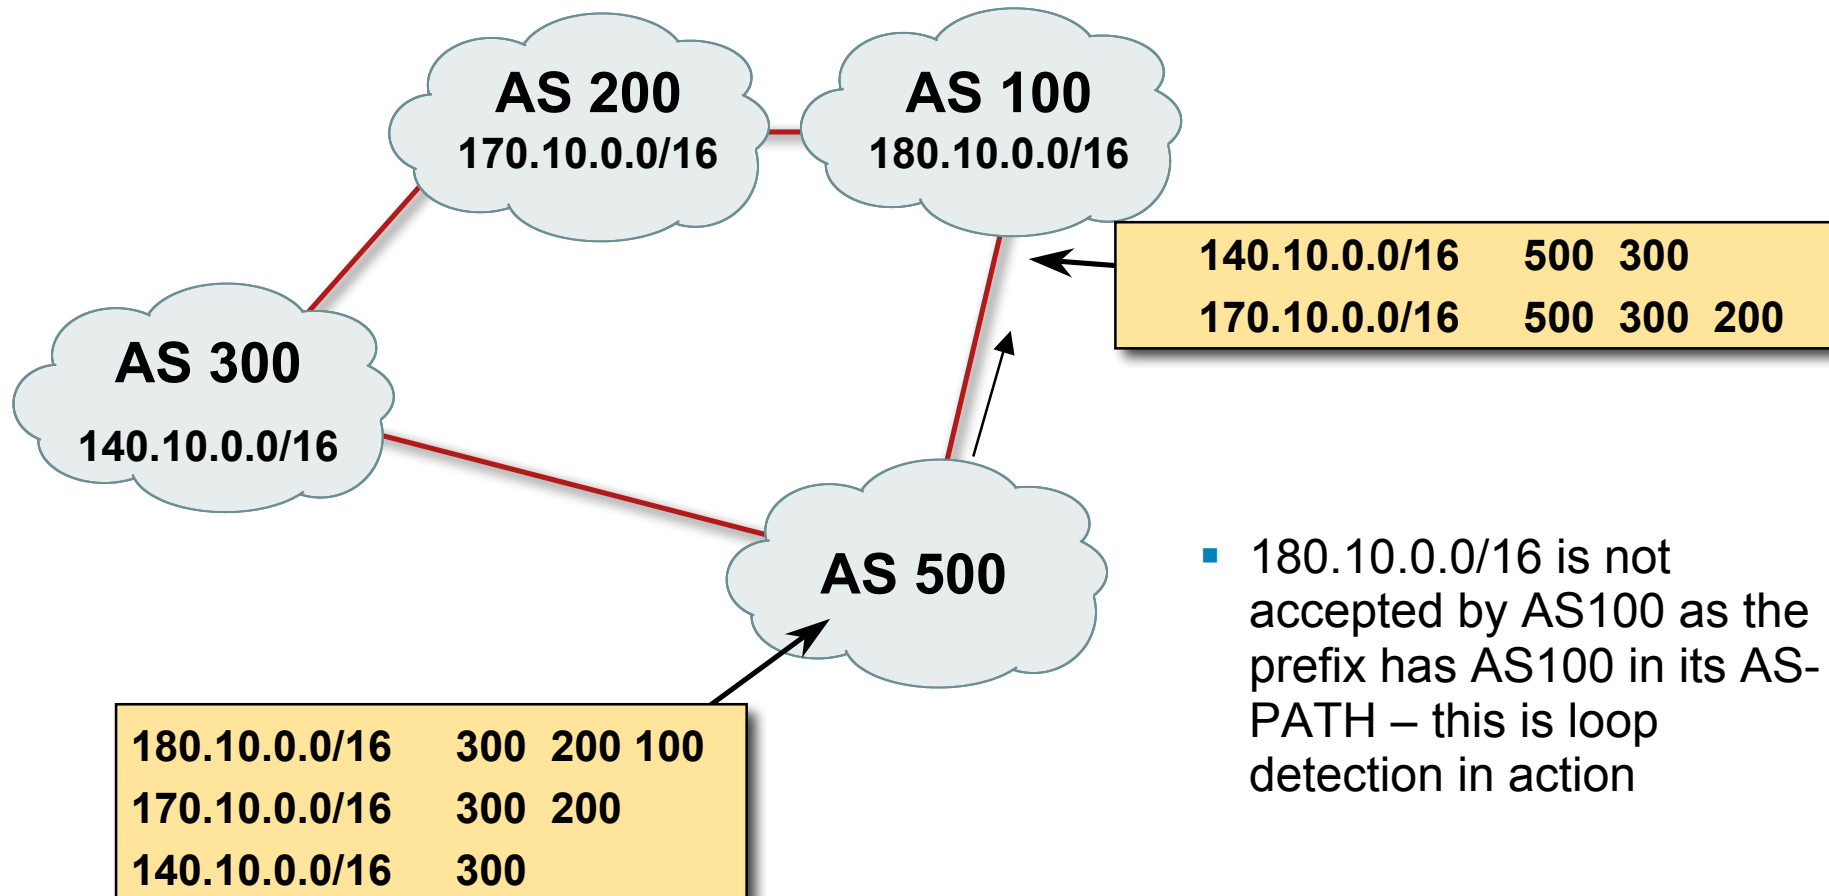 AS 200
170.10.0.0/16
AS 100
180.10.0.0/16
140.10.0.0/16 500 300
170.10.0.0/16 500 300 200
AS 300
140.10.0.0/16
AS 500
180.10.0.0/16 is not
accepted by AS100 as the
prefix has AS100 in its AS-
PATH – this is loop
detection in action
180.10.0.0/16 300 200 100
170.10.0.0/16 300 200
140.10.0.0/16 300